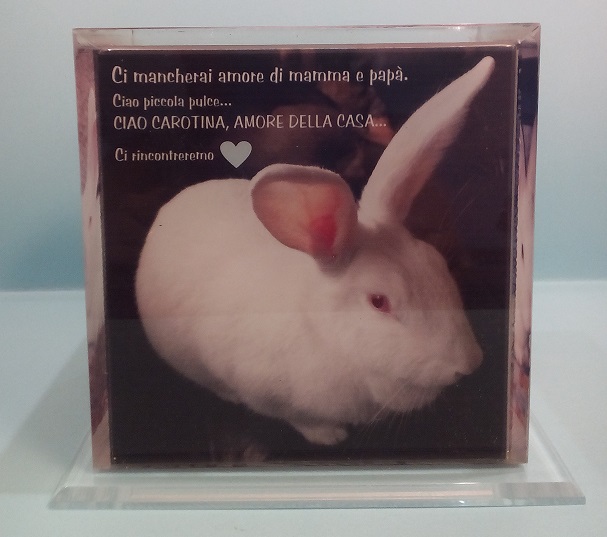 Ci mancherai amore di mamma e papà.
Ciao piccola pulce...
CIAO CAROTINA, AMORE DELLA CASA...
Ci rincontreremo